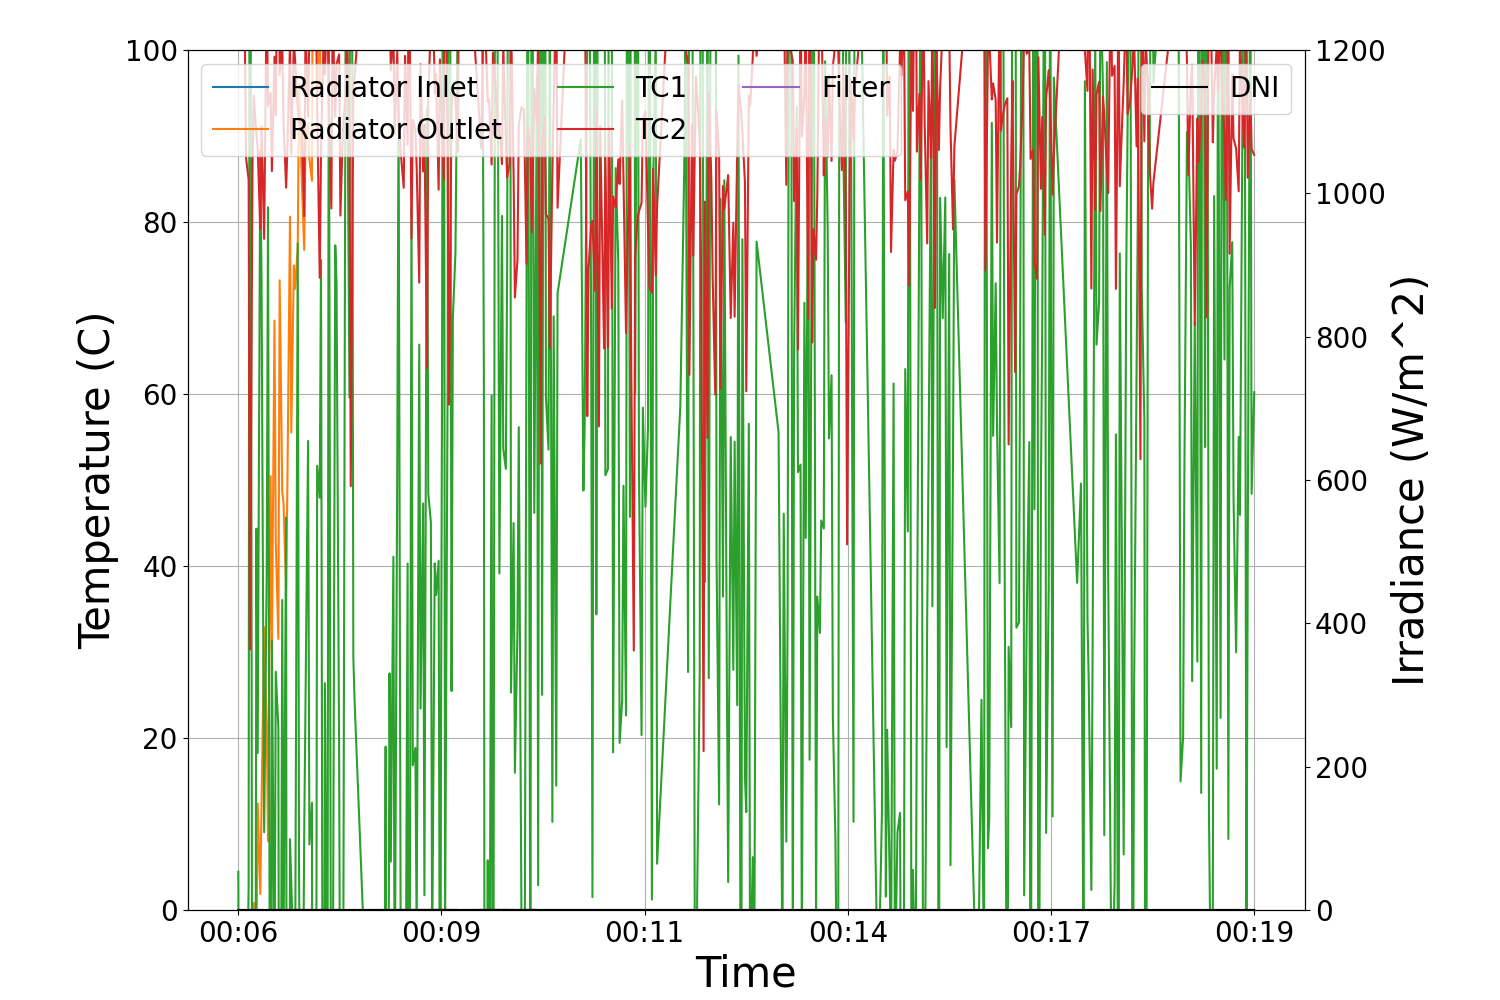 100
80
60
40
20
0
Temperature (C)
Radiator Inlet
Radiator Outlet
TC1
TC2
Filter
DNI
1200
1000
800
600
400
200
0
Irradiance (W/m^2)
00:06
00:09
00:11
00:14
00:17
00:19
Time